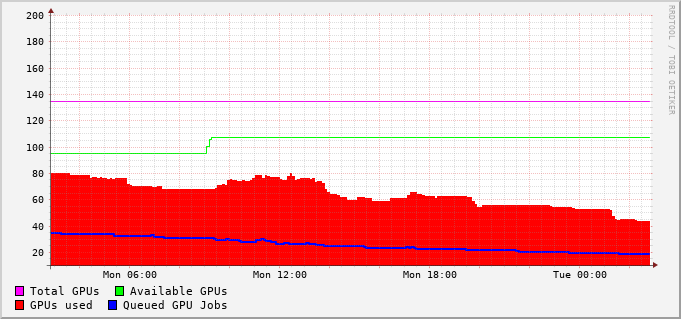 200
180
160
140
120
100
80
60
40
20
Mon 06:00 Mon 12:00 Mon 18:00 Tue 00:00
Total GPUs Available GPUs
GPUs used Queued GPU Jobs
RRDTOOL / TOBI OETIKER